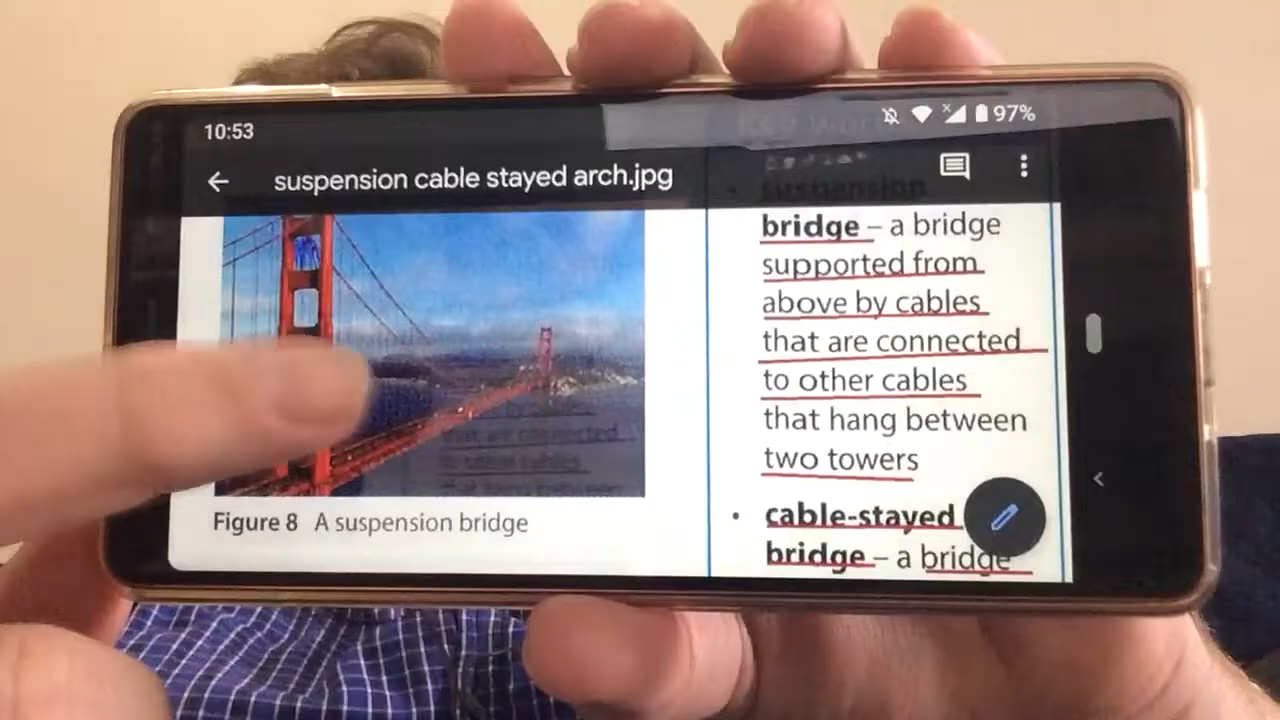 10:53
97%
suspension cable stayed arch.jpg
suspension
bridge – a bridge
supported from
above by cables
that are connected
to other cables
that hang between
two towers
Figure 8 A suspension bridge
• cable-stayed
bridge – a bridge